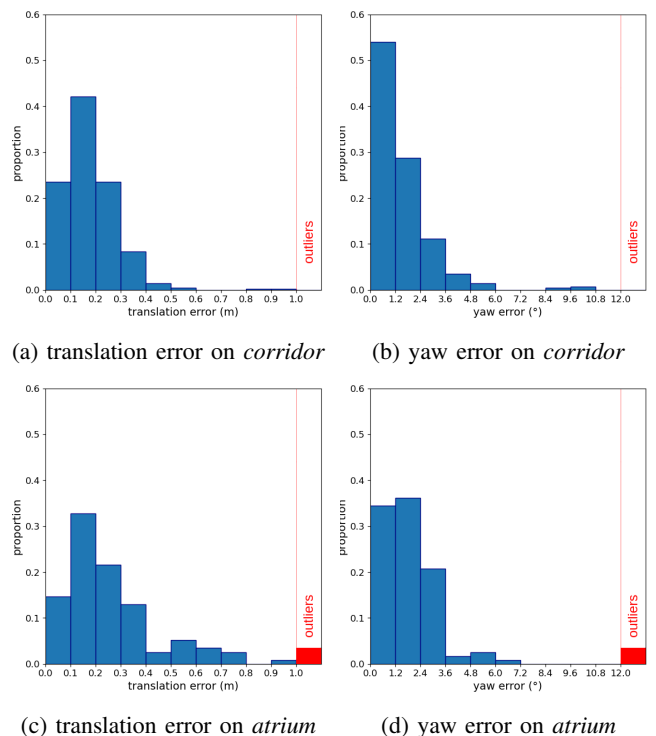 0.6
0.5
0.4
0.3
0.2
0.1
0.0
proportion
outliers
0.0 0.1 0.2 0.3 0.4 0.5 0.6 0.7 0.8 0.9 1.0
translation error (m)
(a) translation error on corridor
0.6
0.5
0.4
0.3
0.2
0.1
0.0
proportion
outliers
0.0 1.2 2.4 3.6 4.8 6.0 7.2 8.4 9.6 10.8 12.0
yaw error (°)
(b) yaw error on corridor
0.6
0.5
0.4
0.3
0.2
0.1
0.0
proportion
outliers
0.0 0.1 0.2 0.3 0.4 0.5 0.6 0.7 0.8 0.9 1.0
translation error (m)
(c) translation error on atrium
0.6
0.5
0.4
0.3
0.2
0.1
0.0
proportion
outliers
0.0 1.2 2.4 3.6 4.8 6.0 7.2 8.4 9.6 10.8 12.0
yaw error (°)
(d) yaw error on atrium